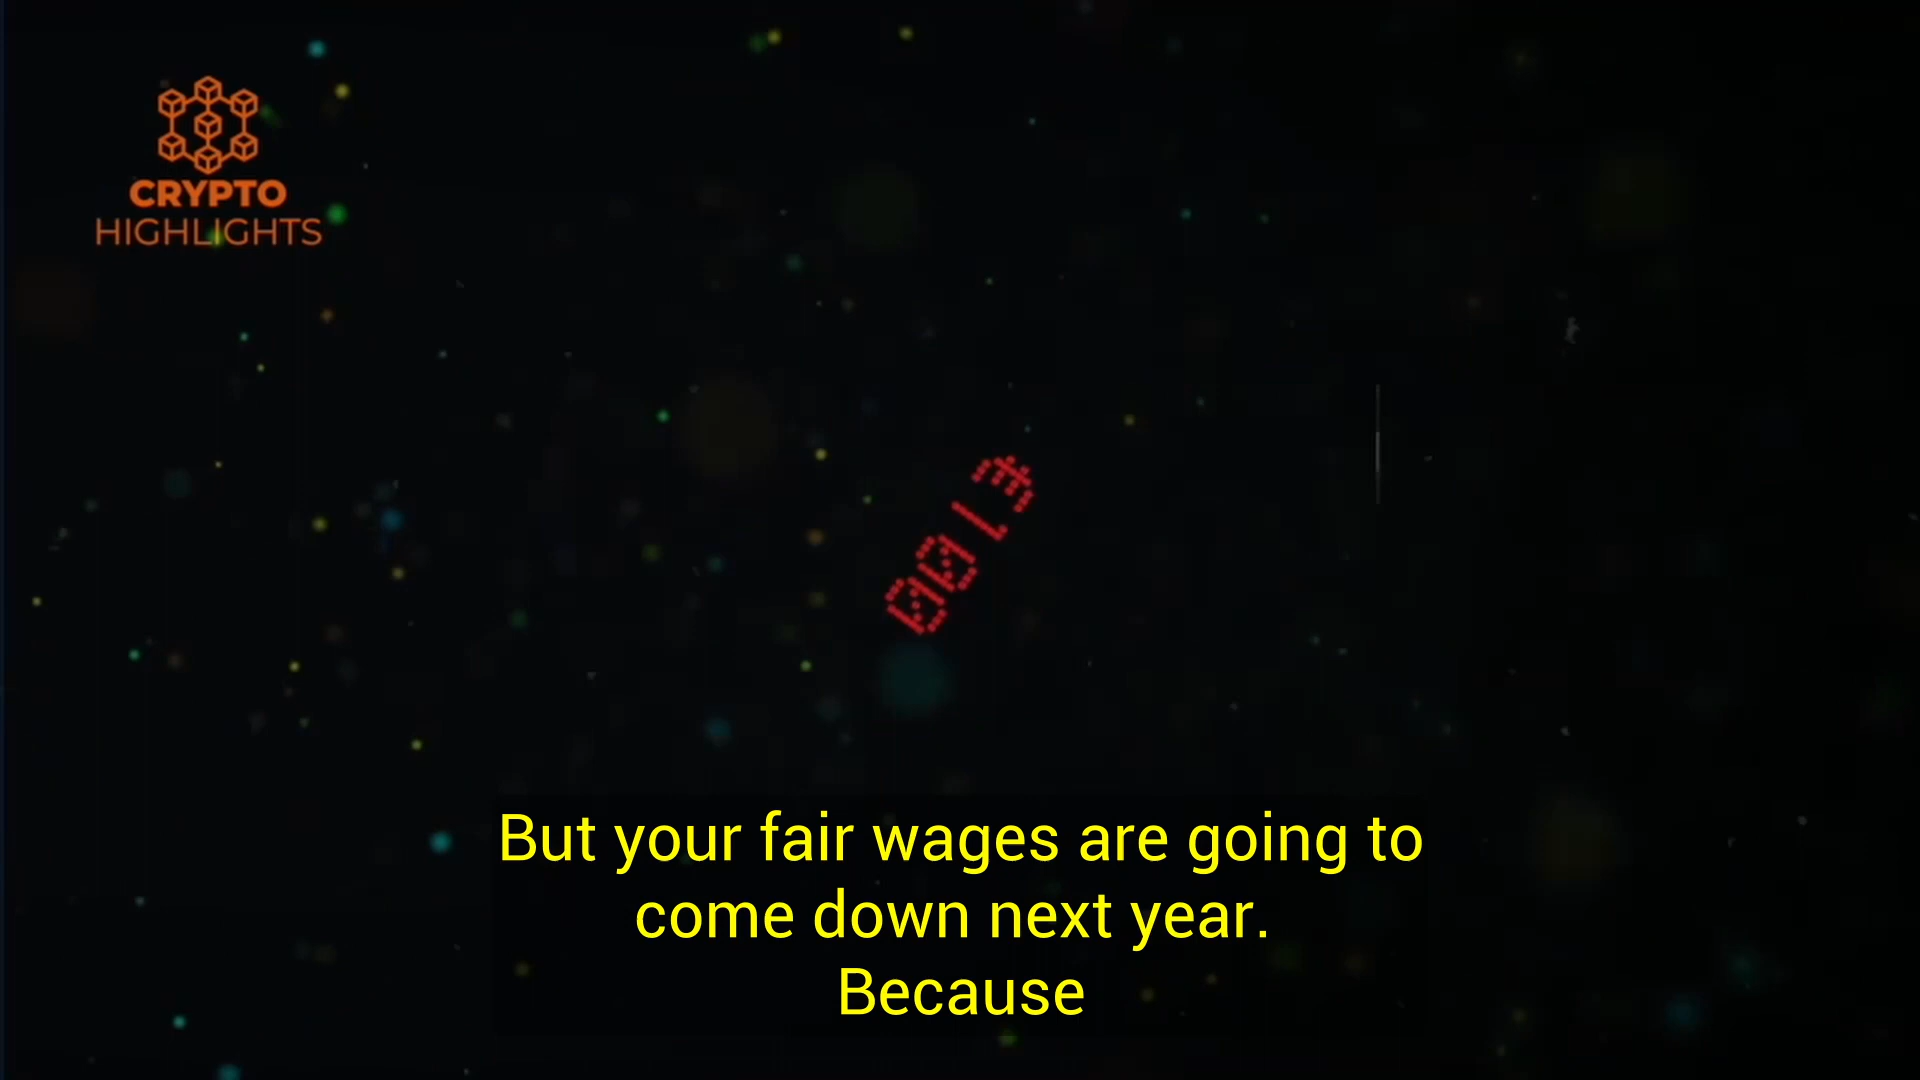 CRYPTO
HIGHLIGHTS
But your fair wages are going to
come down next year.
Because